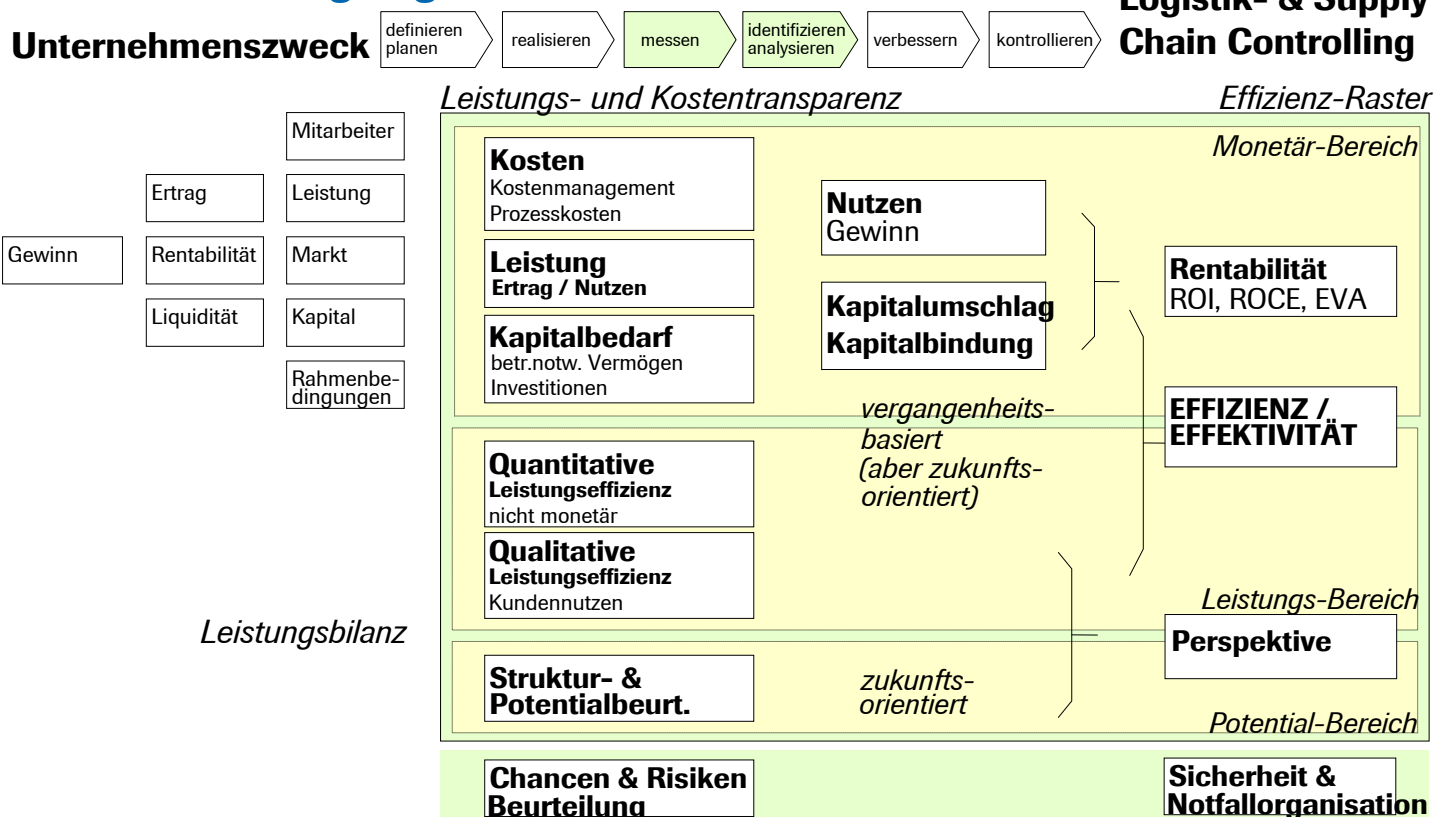 Logistik- & Supply
Chain Controlling
Unternehmenszweck
definieren
planen
realisieren
messen
identifizieren
analysieren
verbessern
kontrollieren
Leistungs- und Kostentransparenz
Effizienz-Raster
Mitarbeiter
Ertrag
Leistung
Gewinn
Rentabilität
Markt
Liquidität
Kapital
Rahmenbe-
dingungen
Leistungsbilanz
Monetär-Bereich
Kosten
Kostenmanagement
Prozesskosten
Leistung
Ertrag / Nutzen
Kapitalbedarf
betr.notw. Vermögen
Investitionen
Nutzen
Gewinn
Kapitalumschlag
Kapitalbindung
Rentabilität
ROI, ROCE, EVA
vergangenheits-
basiert
(aber zukunfts-
orientiert)
EFFIZIENZ /
EFFEKTIVITÄT
Quantitative
Leistungseffizienz
nicht monetär
Qualitative
Leistungseffizienz
Kundennutzen
Leistungs-Bereich
Perspektive
Struktur- &
Potentialbeurt.
zukunfts-
orientiert
Potential-Bereich
Chancen & Risiken
Beurteilung
Sicherheit &
Notfallorganisation